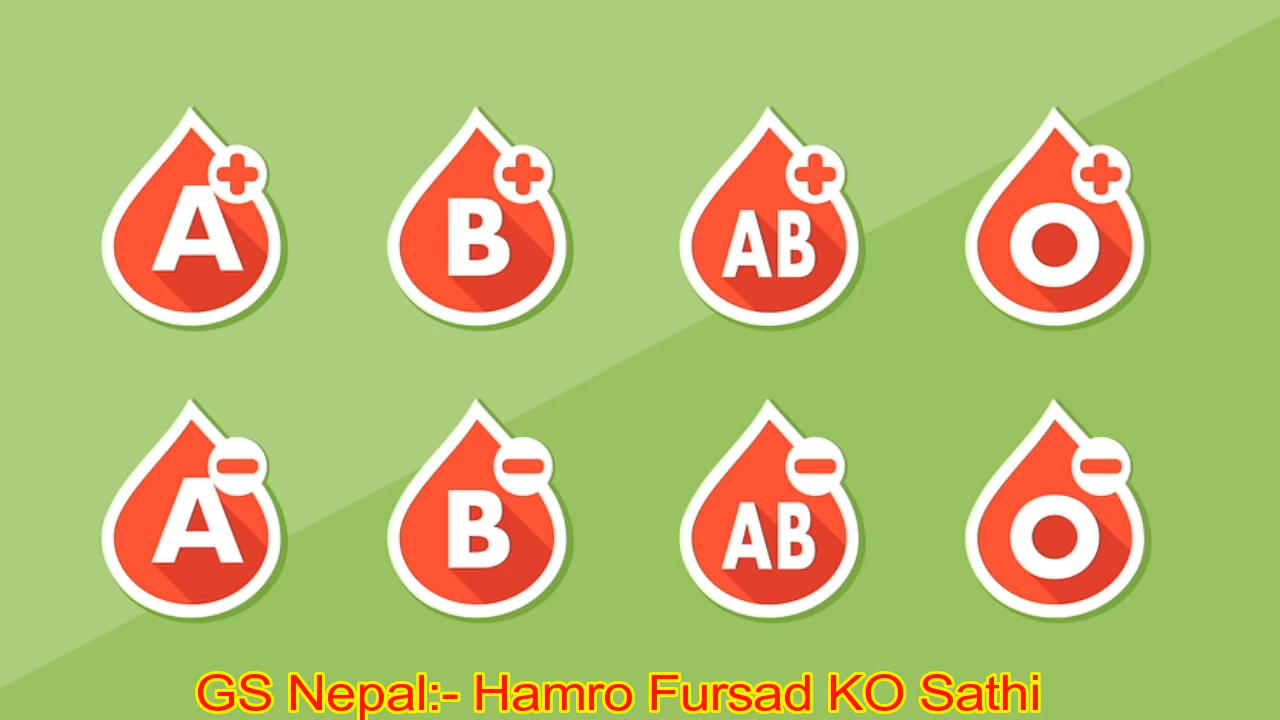 A+ B+ AB+ O+
A- B- AB- O-
GS Nepal:- Hamro Fursad KO Sathi